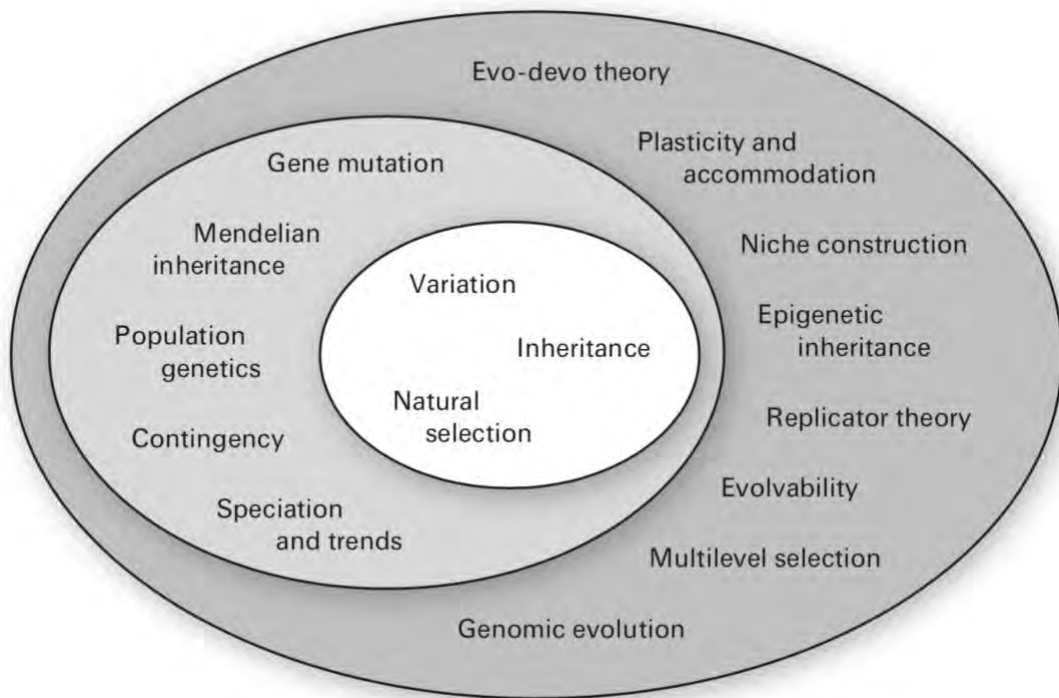 Evo-devo theory
Plasticity and
accommodation
Gene mutation
Mendelian
inheritance
Niche construction
Variation
Epigenetic
inheritance
Inheritance
Population
genetics
Natural
selection
Replicator theory
Contingency
Evolvability
Speciation
and trends
Multilevel selection
Genomic evolution